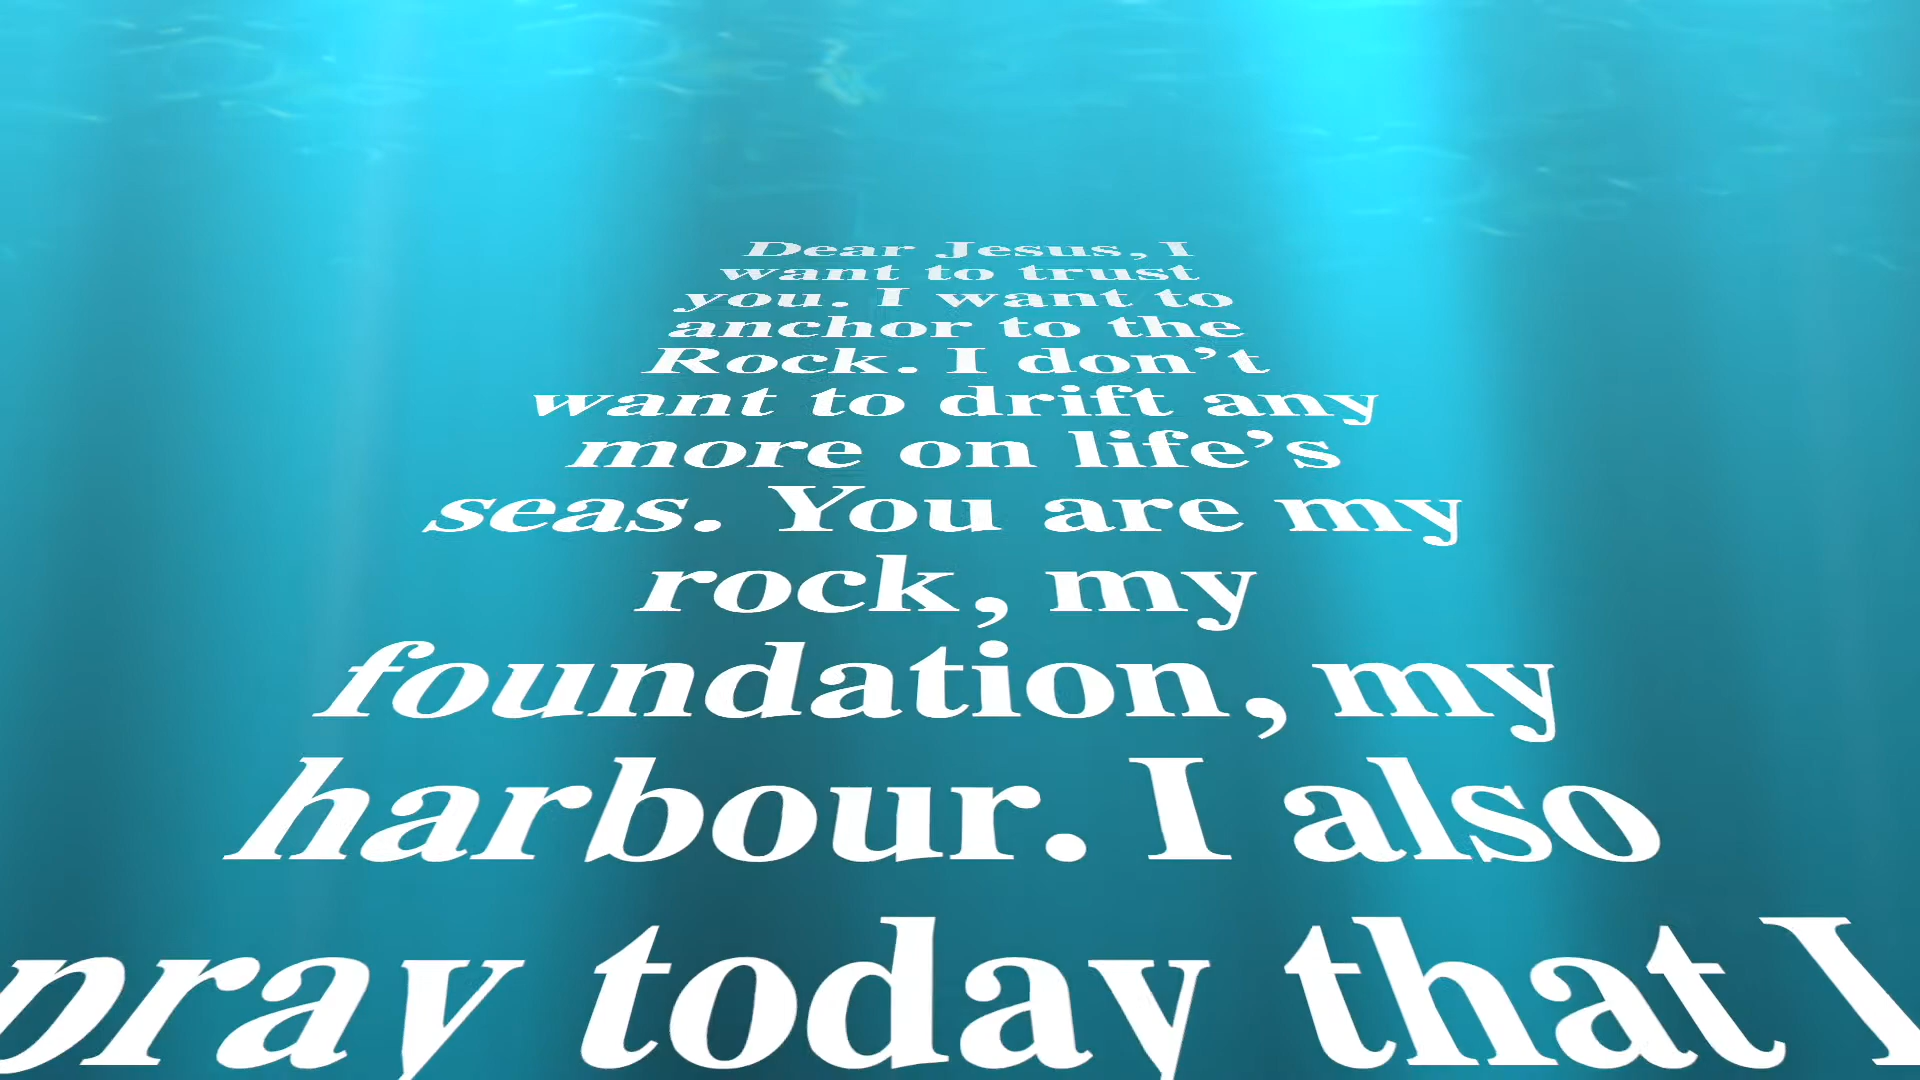 Dear Jesus, I
want to trust
you. I want to
anchor to the
Rock. I don’t
want to drift any
more on life’s
seas. You are my
rock, my
foundation, my
harbour. I also
pray today that I